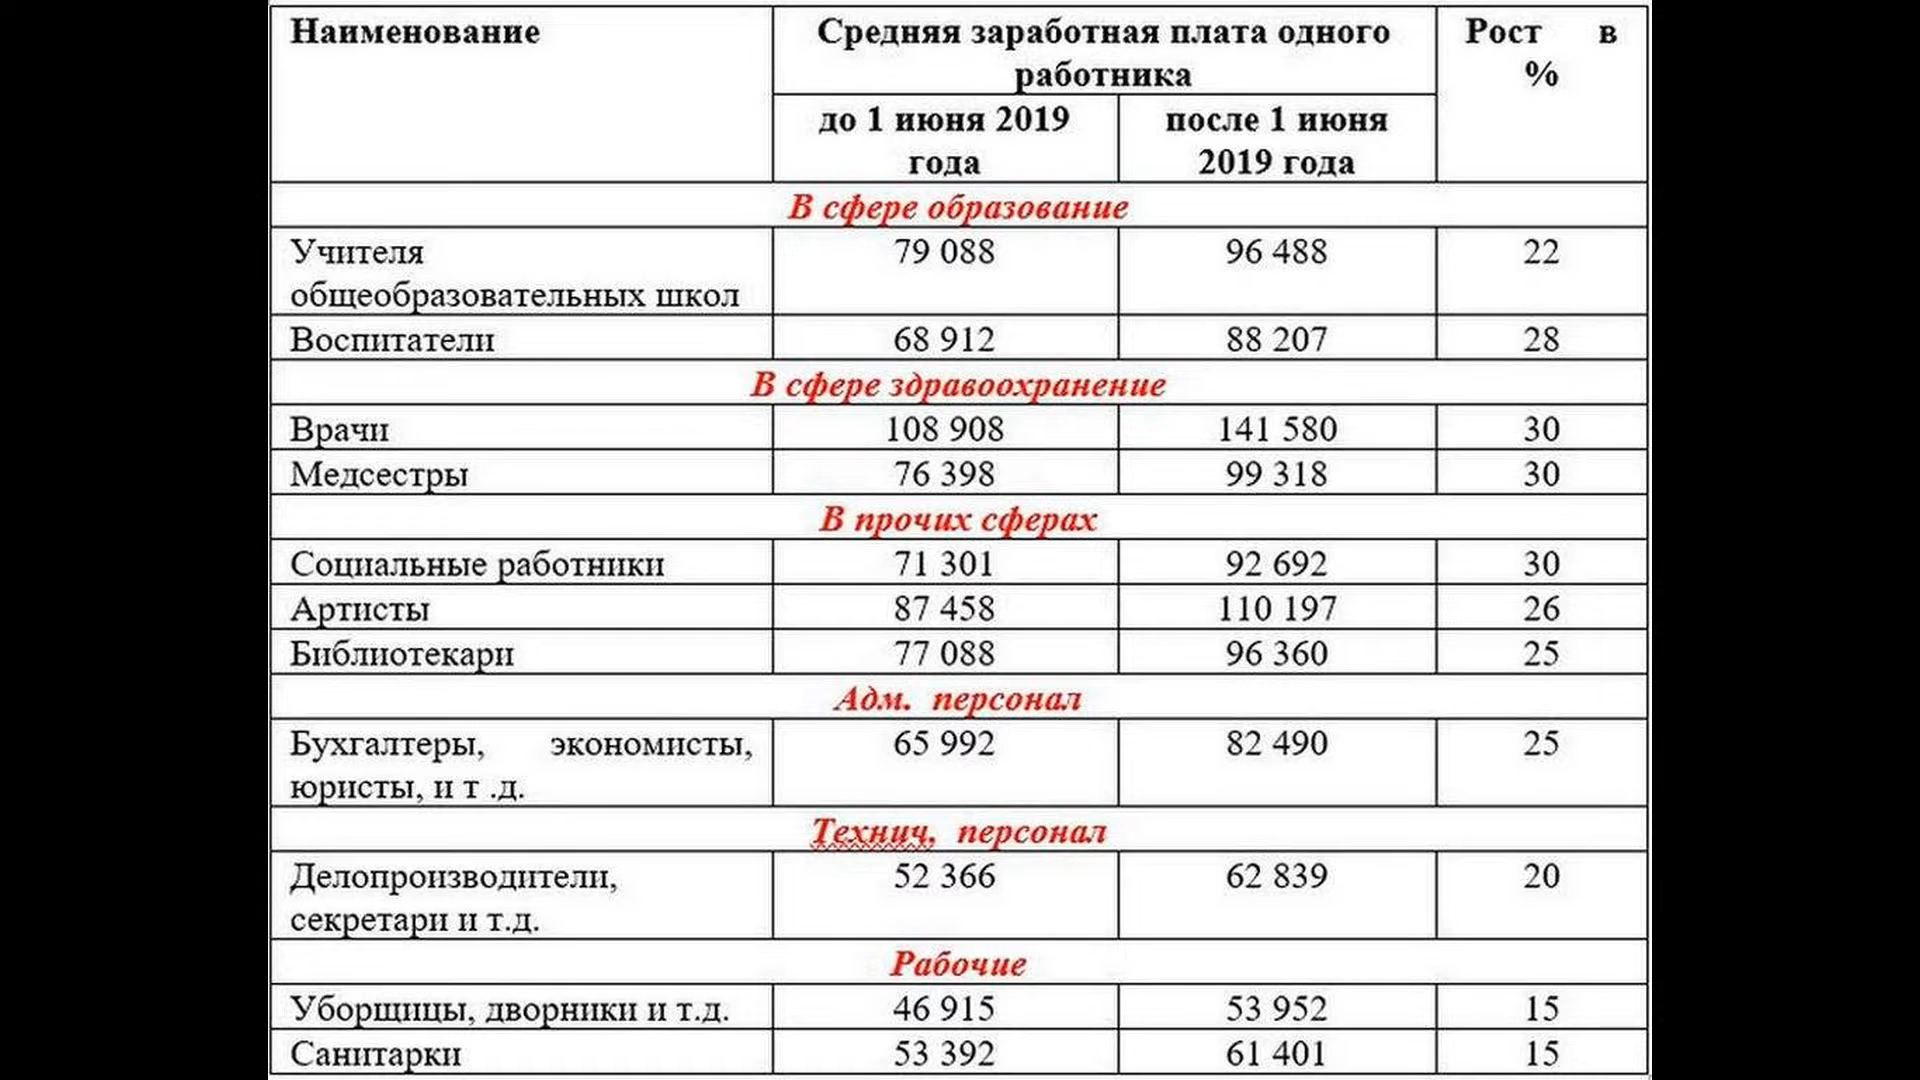 Наименование
Средняя заработная плата одного
работника
Рост в
%
до 1 июня 2019
года
после 1 июня
2019 года
В сфере образование
Учителя
общеобразовательных школ
79 088
96 488
22
Воспитатели
68 912
88 207
28
В сфере здравоохранение
Врачи
108 908
141 580
30
Медсестры
76 398
99 318
30
В прочих сферах
Социальные работники
71 301
92 692
30
Артисты
87 458
110 197
26
Библиотекари
77 088
96 360
25
Адм. персонал
Бухгалтеры, экономисты,
юристы, и т .д.
65 992
82 490
25
Технич. персонал
Делопроизводители,
секретари и т.д.
52 366
62 839
20
Рабочие
Уборщицы, дворники и т.д.
46 915
53 952
15
Санитарки
53 392
61 401
15